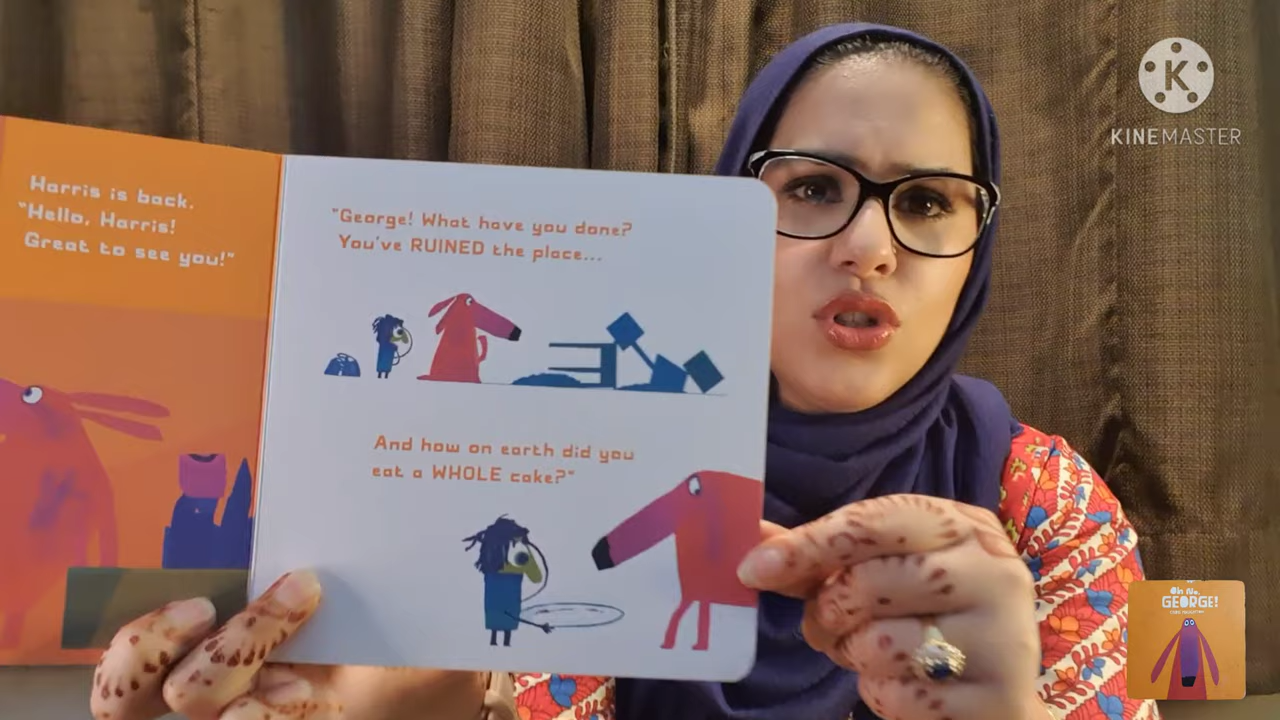 Harris is back.
"Hello, Harris!
Great to see you!"
"George! What have you done?
You've RUINED the place...
And how on earth did you
eat a WHOLE cake?"
K
KINEMASTER
Oh No,
GEORGE!